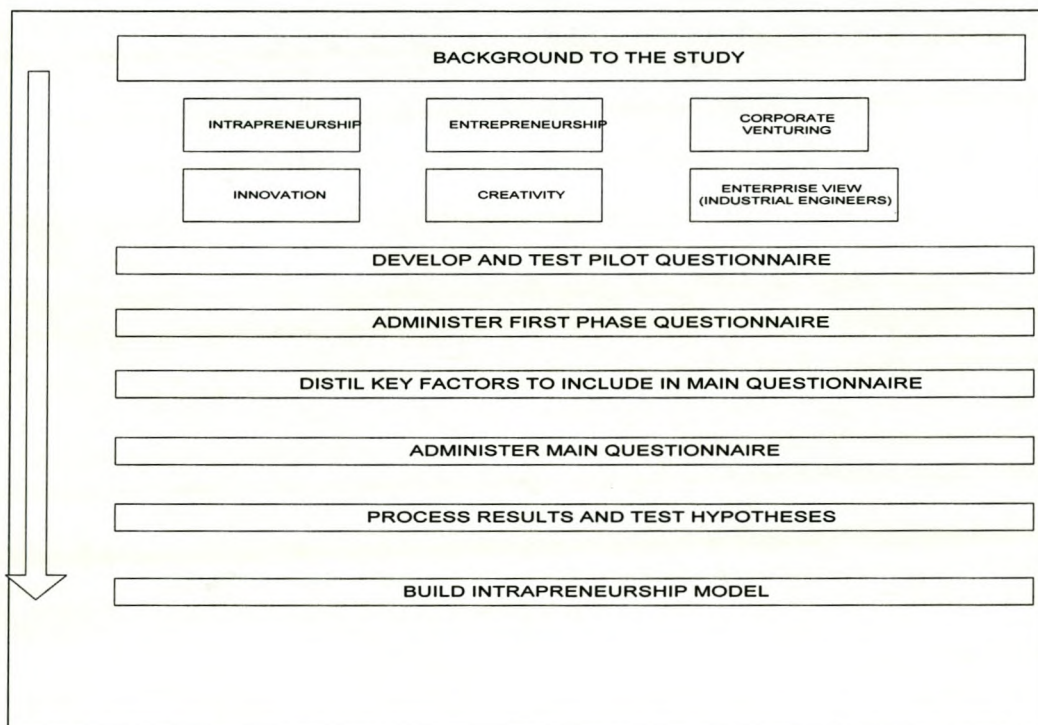 BACKGROUND TO THE STUDY
INTRAPRENEURSHIP
ENTREPRENEURSHIP
CORPORATE
VENTURING
INNOVATION
CREATIVITY
ENTERPRISE VIEW
(INDUSTRIAL ENGINEERS)
DEVELOP AND TEST PILOT QUESTIONNAIRE
ADMINISTER FIRST PHASE QUESTIONNAIRE
DISTIL KEY FACTORS TO INCLUDE IN MAIN QUESTIONNAIRE
ADMINISTER MAIN QUESTIONNAIRE
PROCESS RESULTS AND TEST HYPOTHESES
BUILD INTRAPRENEURSHIP MODEL